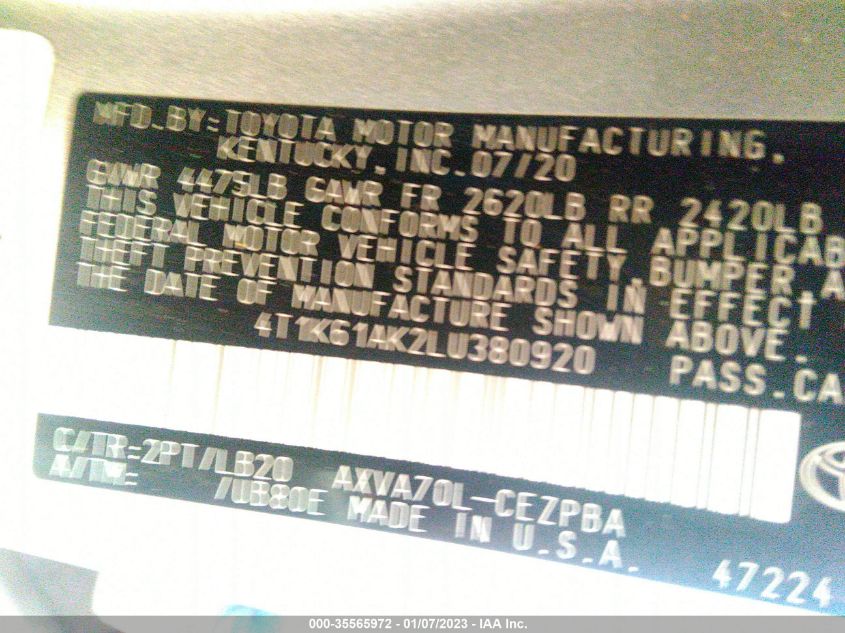 MFD. BY: TOYOTA MOTOR MANUFACTURING,
KENTUCKY, INC. 07/20
GAWR 4475LB GAWR FR 2620LB RR 2420LB
THIS VEHICLE CONFORMS TO ALL APPLICAB
FEDERAL MOTOR VEHICLE SAFETY, BUMPER A
THEFT PREVENTION STANDARDS IN EFFECT
THE DATE OF MANUFACTURE SHOWN ABOVE.
4T1K61AK2LU380920 PASS.CA
C/TR:2PT/LB20 AXVA70L-CEZPBA
A/TM: /UB80E MADE IN U.S.A.
47224
000-35565972 - 01/07/2023 - IAA Inc.